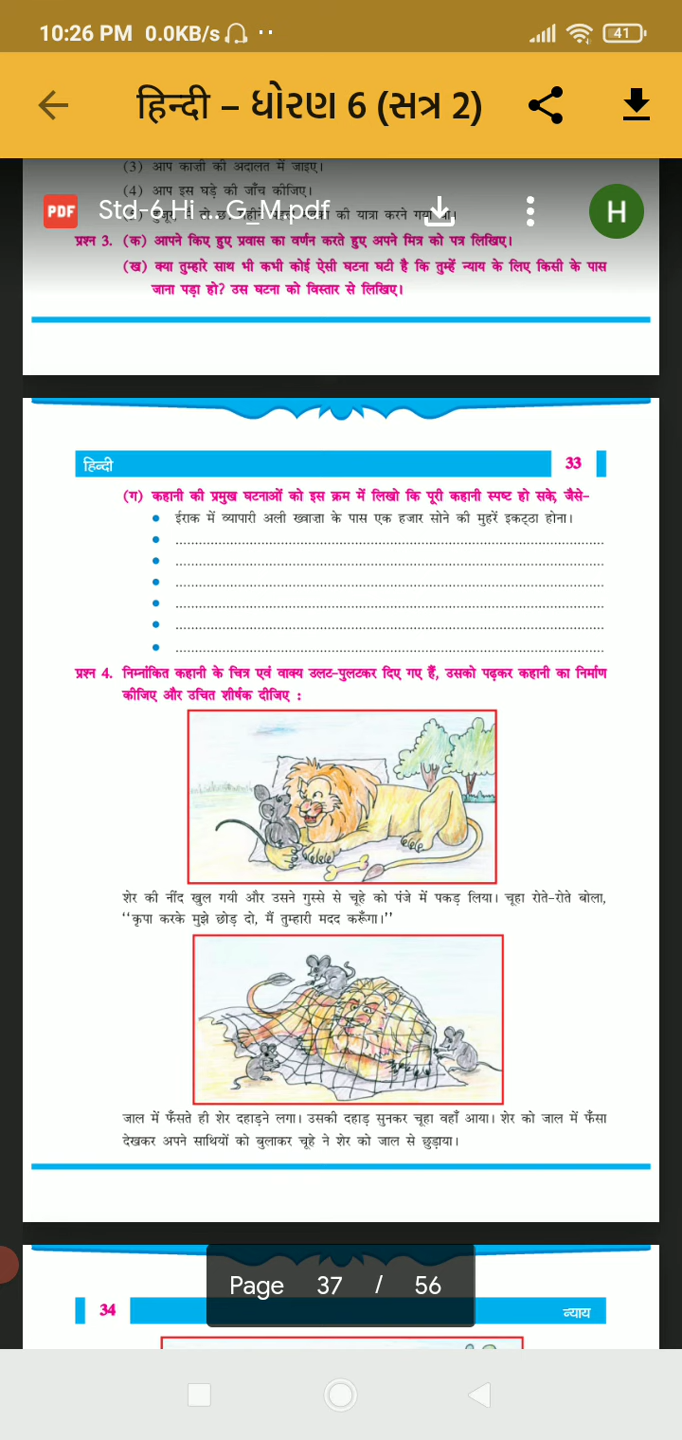 10:26 PM 0.0KB/s
41
हिन्दी – ધોરણ 6 (સત્ર 2)
(3) आप काज़ी की अदालत में जाइए।
(4) आप इस घड़े की जाँच कीजिए।
PDF Std-6 Hi ... G_M.pdf
की यात्रा करने गया था।
H
प्रश्न 3. (क) आपने किए हुए प्रवास का वर्णन करते हुए अपने मित्र को पत्र लिखिए।
(ख) क्या तुम्हारे साथ भी कभी कोई ऐसी घटना घटी है कि तुम्हें न्याय के लिए किसी के पास
जाना पड़ा हो? उस घटना को विस्तार से लिखिए।
हिन्दी 33
(ग) कहानी की प्रमुख घटनाओं को इस क्रम में लिखो कि पूरी कहानी स्पष्ट हो सके, जैसे-
• ईराक में व्यापारी अली ख्वाज़ा के पास एक हजार सोने की मुहरें इकट्ठा होना।
प्रश्न 4. निम्नांकित कहानी के चित्र एवं वाक्य उलट-पुलटकर दिए गए हैं, उसको पढ़कर कहानी का निर्माण
कीजिए और उचित शीर्षक दीजिए :
शेर की नींद खुल गयी और उसने गुस्से से चूहे को पंजे में पकड़ लिया। चूहा रोते-रोते बोला,
‘‘कृपा करके मुझे छोड़ दो, मैं तुम्हारी मदद करूँगा।’’
जाल में फँसते ही शेर दहाड़ने लगा। उसकी दहाड़ सुनकर चूहा वहाँ आया। शेर को जाल में फँसा
देखकर अपने साथियों को बुलाकर चूहे ने शेर को जाल से छुड़ाया।
Page 37 / 56
34 न्याय